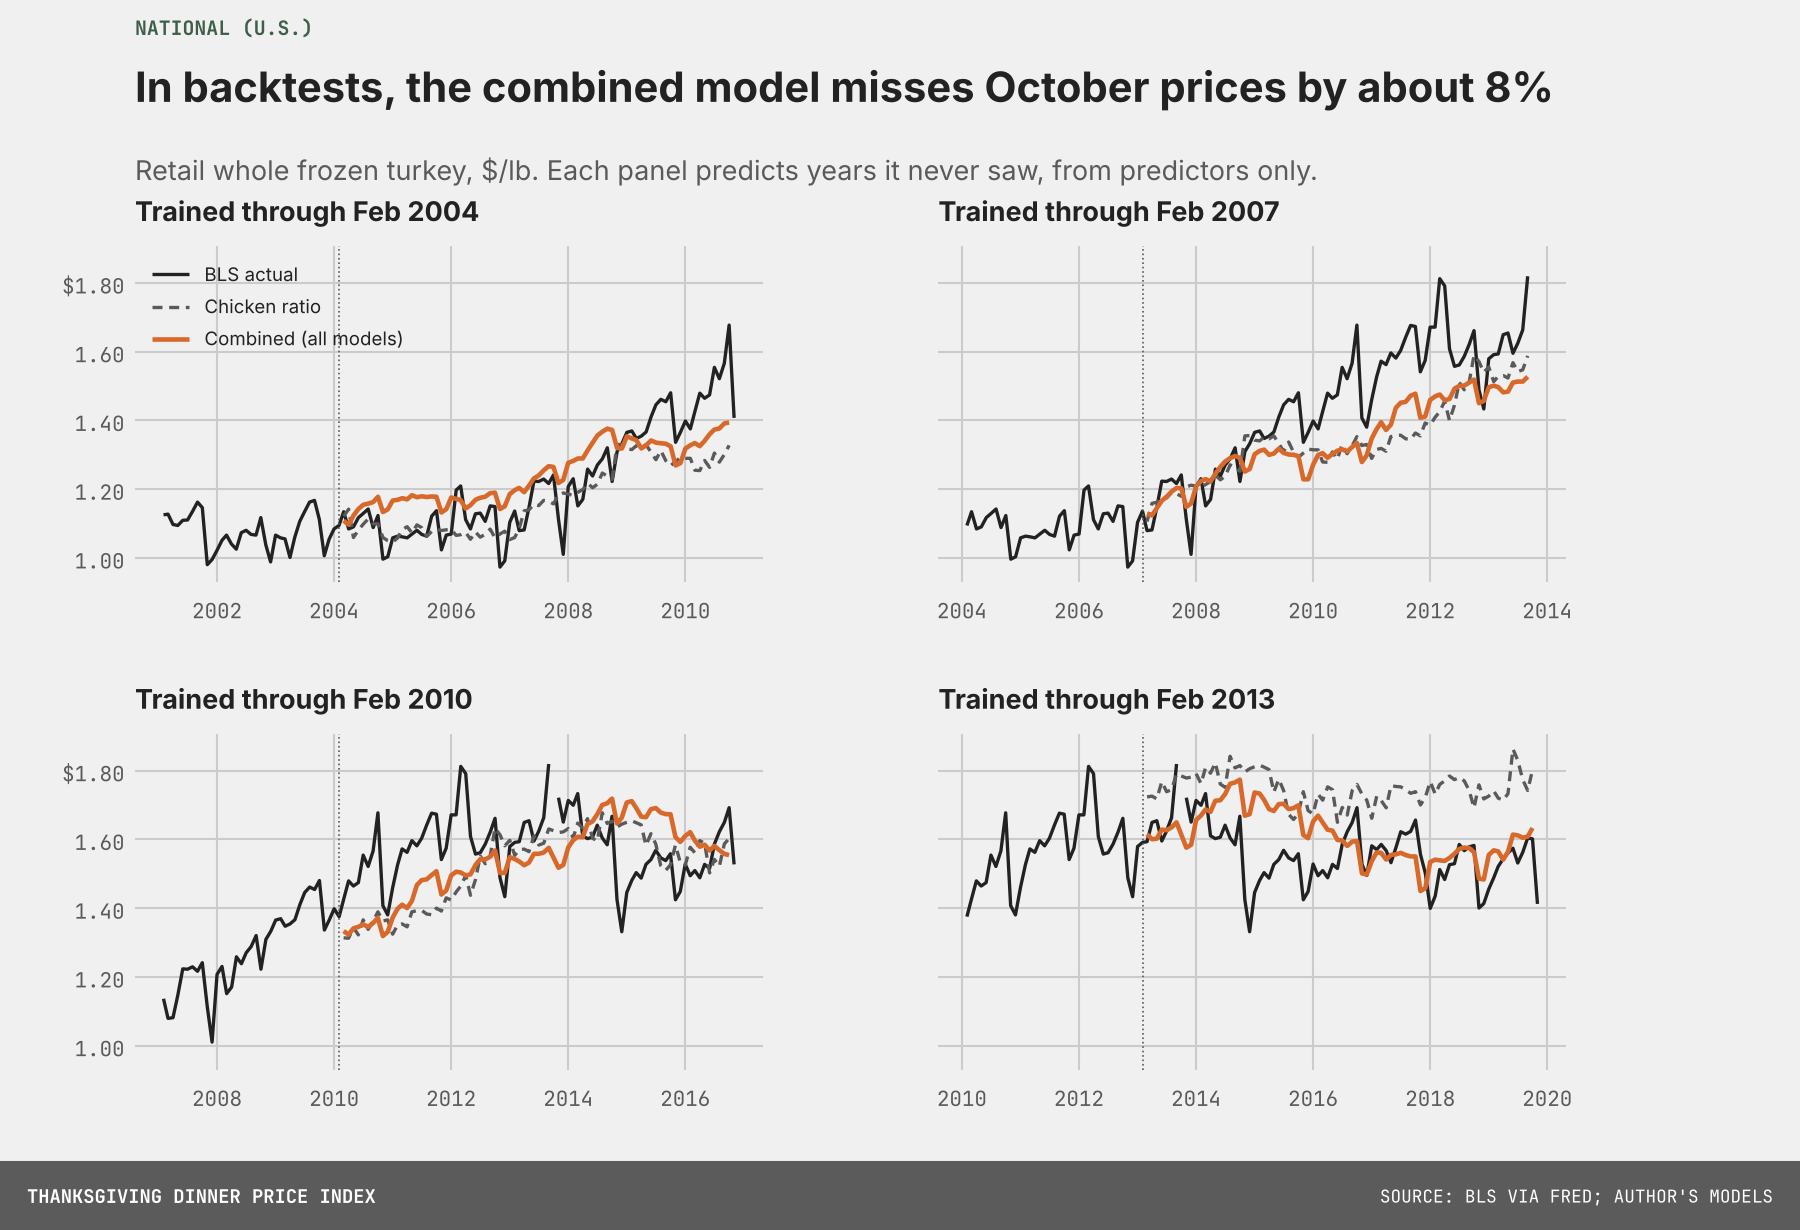 NATIONAL (U.S.)
In backtests, the combined model misses October prices by about 8%
Retail whole frozen turkey, $/lb. Each panel predicts years it never saw, from predictors only.
Trained through Feb 2004
BLS actual
Chicken ratio
Combined (all models)
$1.80
1.60
1.40
1.20
1.00
2002 2004 2006 2008 2010
Trained through Feb 2007
2004 2006 2008 2010 2012 2014
Trained through Feb 2010
$1.80
1.60
1.40
1.20
1.00
2008 2010 2012 2014 2016
Trained through Feb 2013
2010 2012 2014 2016 2018 2020
THANKSGIVING DINNER PRICE INDEX
SOURCE: BLS VIA FRED; AUTHOR'S MODELS